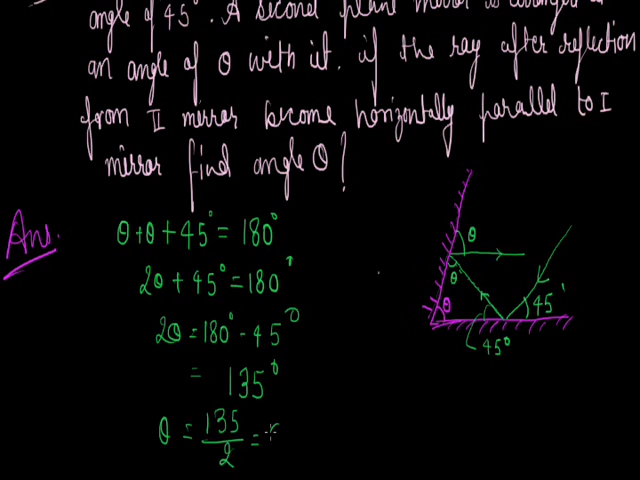 angle of 45°. A second plane mirror is arranged at
an angle of θ with it. if the ray after reflection
from II mirror become horizontally parallel to I
mirror find angle θ?
Ans.
θ+θ+45° = 180°
2θ+45° = 180°
2θ = 180° - 45°
= 135°
θ = 135/2 =
θ
θ
θ
45°
45°